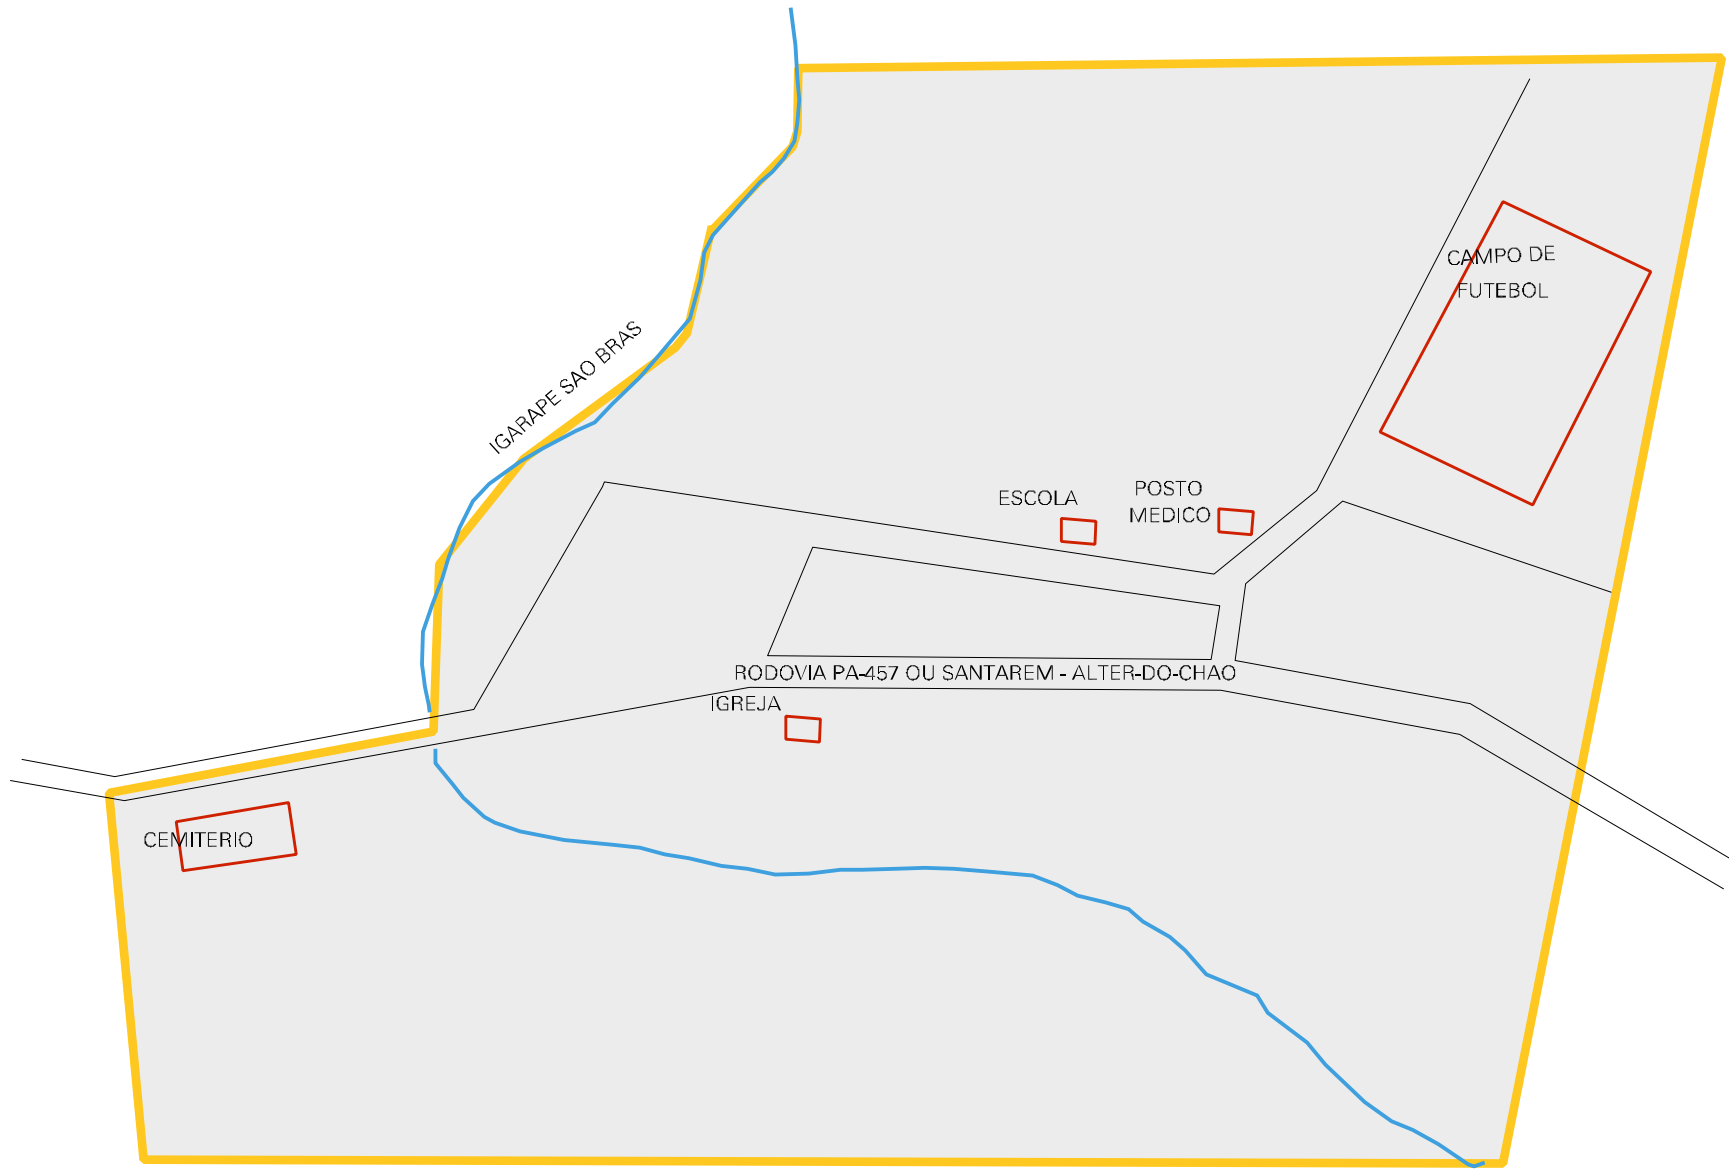 CAMPO DE
FUTEBOL
IGARAPE SAO BRAS
ESCOLA
POSTO
MEDICO
RODOVIA PA-457 OU SANTAREM - ALTER-DO-CHAO
IGREJA
CEMITERIO